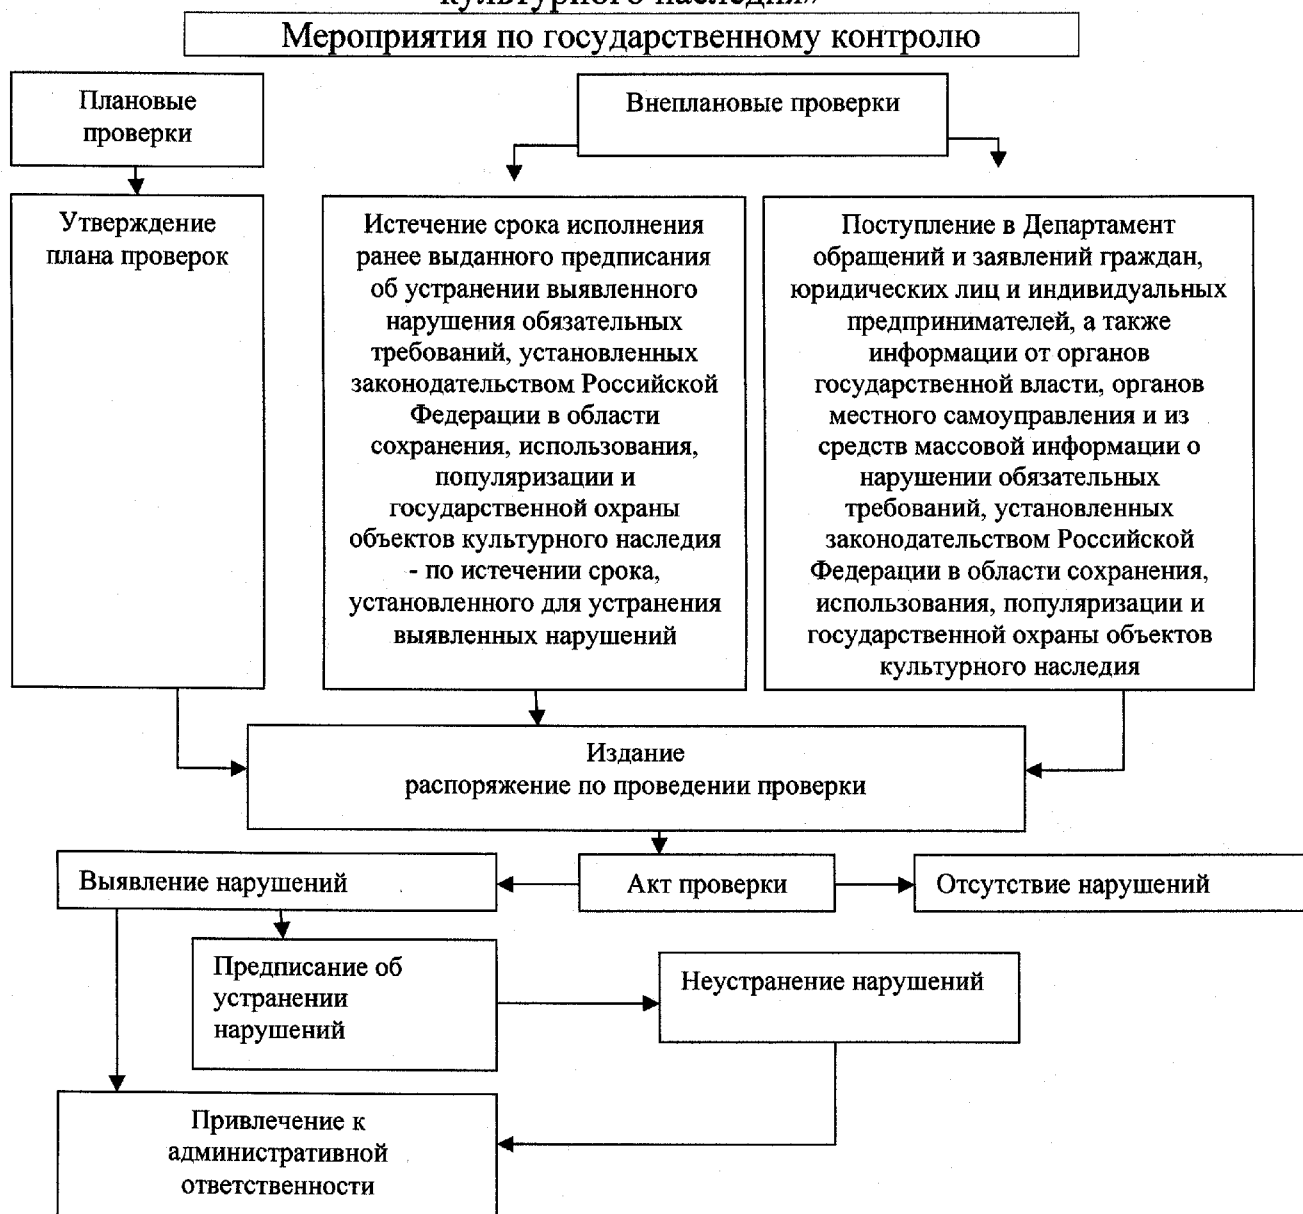 культурного наследия»
Мероприятия по государственному контролю
Плановые
проверки
Внеплановые проверки
Утверждение
плана проверок
Истечение срока исполнения
ранее выданного предписания
об устранении выявленного
нарушения обязательных
требований, установленных
законодательством Российской
Федерации в области
сохранения, использования,
популяризации и
государственной охраны
объектов культурного наследия
- по истечении срока,
установленного для устранения
выявленных нарушений
Поступление в Департамент
обращений и заявлений граждан,
юридических лиц и индивидуальных
предпринимателей, а также
информации от органов
государственной власти, органов
местного самоуправления и из
средств массовой информации о
нарушении обязательных
требований, установленных
законодательством Российской
Федерации в области сохранения,
использования, популяризации и
государственной охраны объектов
культурного наследия
Издание
распоряжение по проведении проверки
Выявление нарушений
Акт проверки
Отсутствие нарушений
Предписание об
устранении
нарушений
Неустранение нарушений
Привлечение к
административной
ответственности